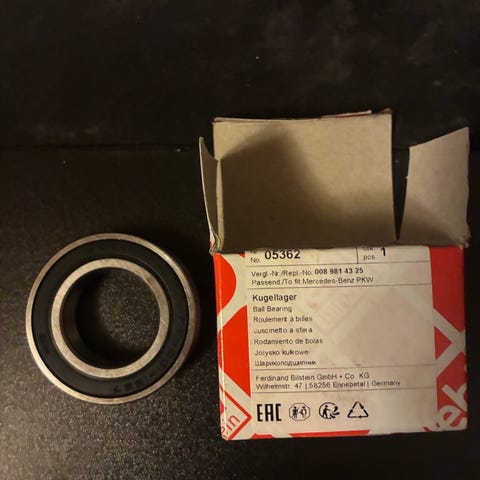 No 05362 pcs 1
Vergl.-Nr./Repl.-No. 008 981 43 25
Passend./To fit.Mercedes-Benz PKW
Kugellager
Ball Bearing
Roulement à billes
cuscinetto a sfera
Rodamiento de bolas
Łożysko kulkowe
Шарикоподшипник
Ferdinand Bilstein GmbH + Co. KG
Wilhelmstr. 47 | 58256 Ennepetal | Germany
EAC